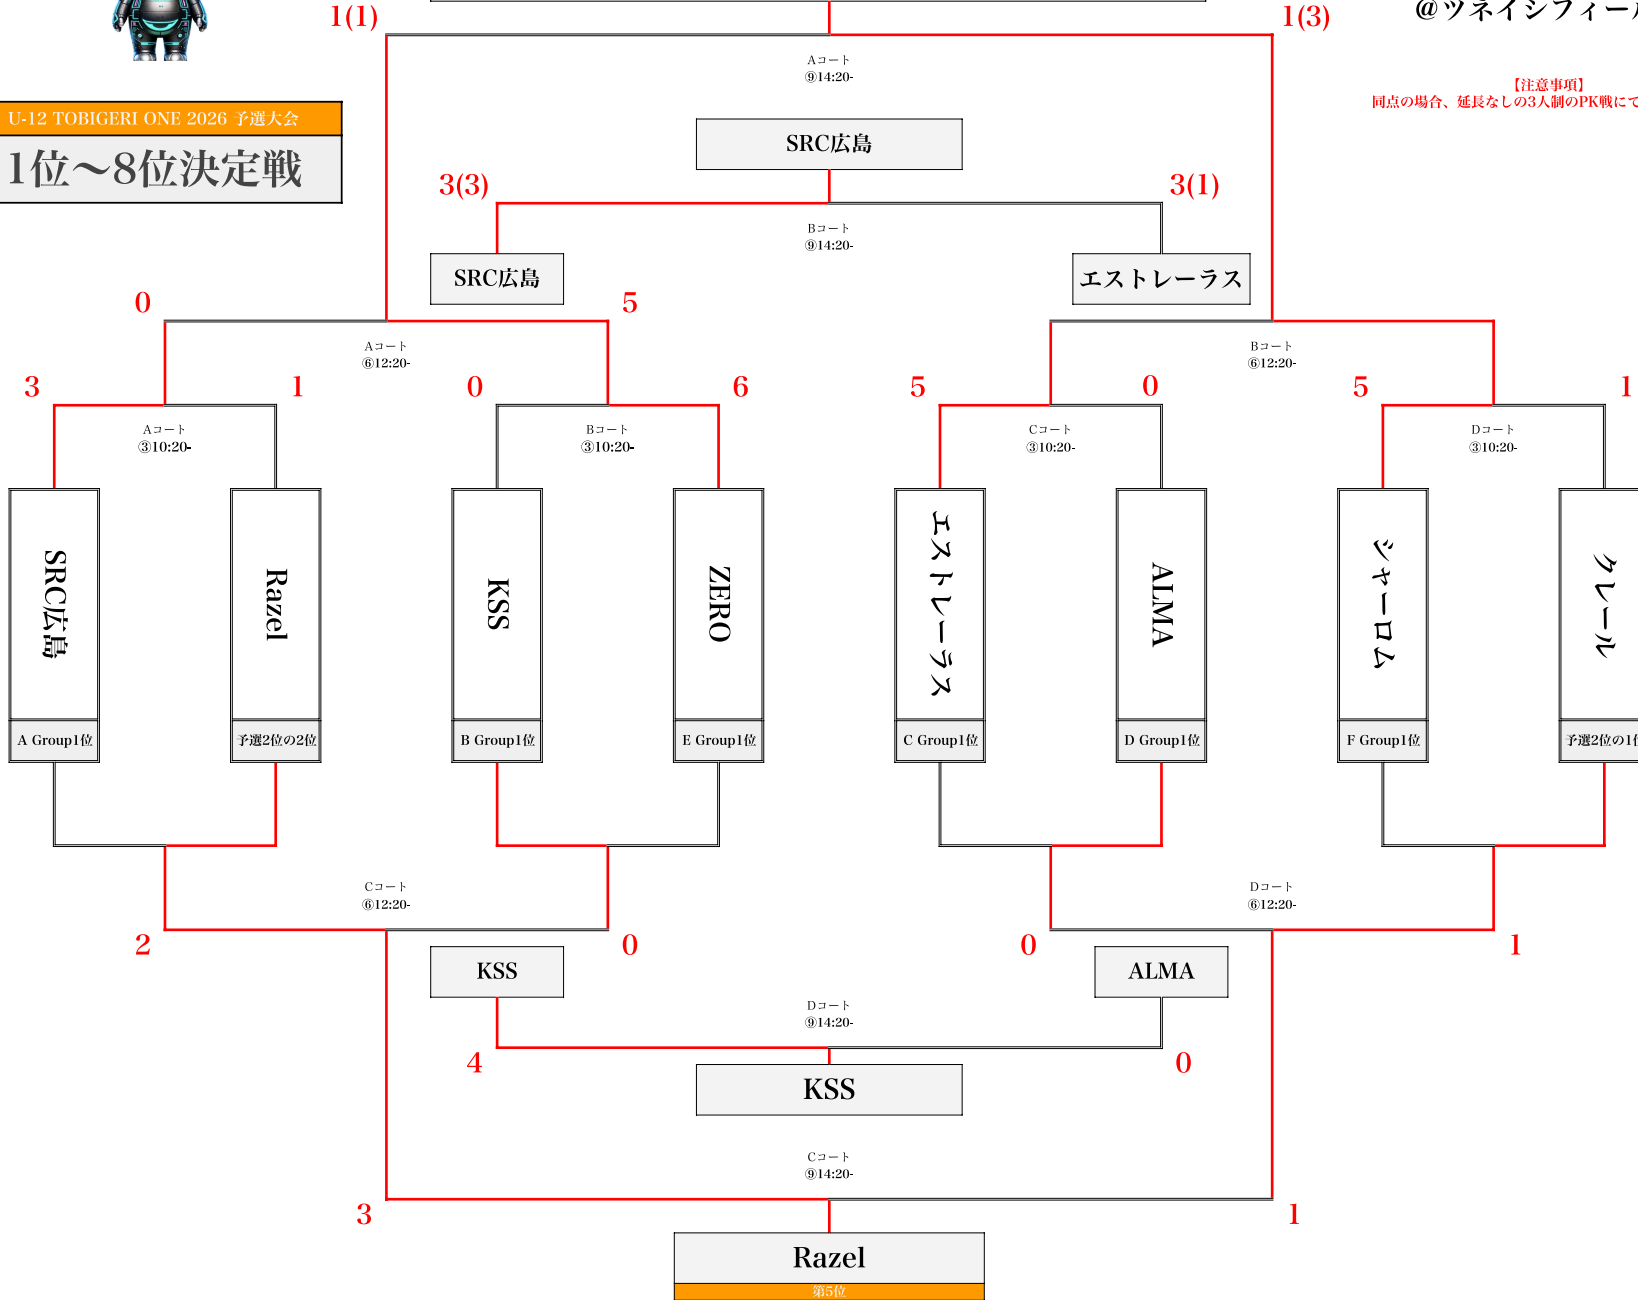 1(1)
1(3)
@ツネイシフィール
Aコート
⑨14:20-
【注意事項】
同点の場合、延長なしの3人制のPK戦にて
U-12 TOBIGERI ONE 2026 予選大会
1位～8位決定戦
SRC広島
3(3)
3(1)
Bコート
⑨14:20-
SRC広島
エストレーラス
0
5
Aコート
⑥12:20-
Bコート
⑥12:20-
3
1
0
6
5
0
5
1
Aコート
③10:20-
Bコート
③10:20-
Cコート
③10:20-
Dコート
③10:20-
SRC広島
Razel
KSS
ZERO
エストレーラス
ALMA
シャーロム
クレール
A Group1位
予選2位の2位
B Group1位
E Group1位
C Group1位
D Group1位
F Group1位
予選2位の1位
Cコート
⑥12:20-
Dコート
⑥12:20-
2
0
0
1
KSS
ALMA
Dコート
⑨14:20-
4
0
KSS
Cコート
⑨14:20-
3
1
Razel
第5位